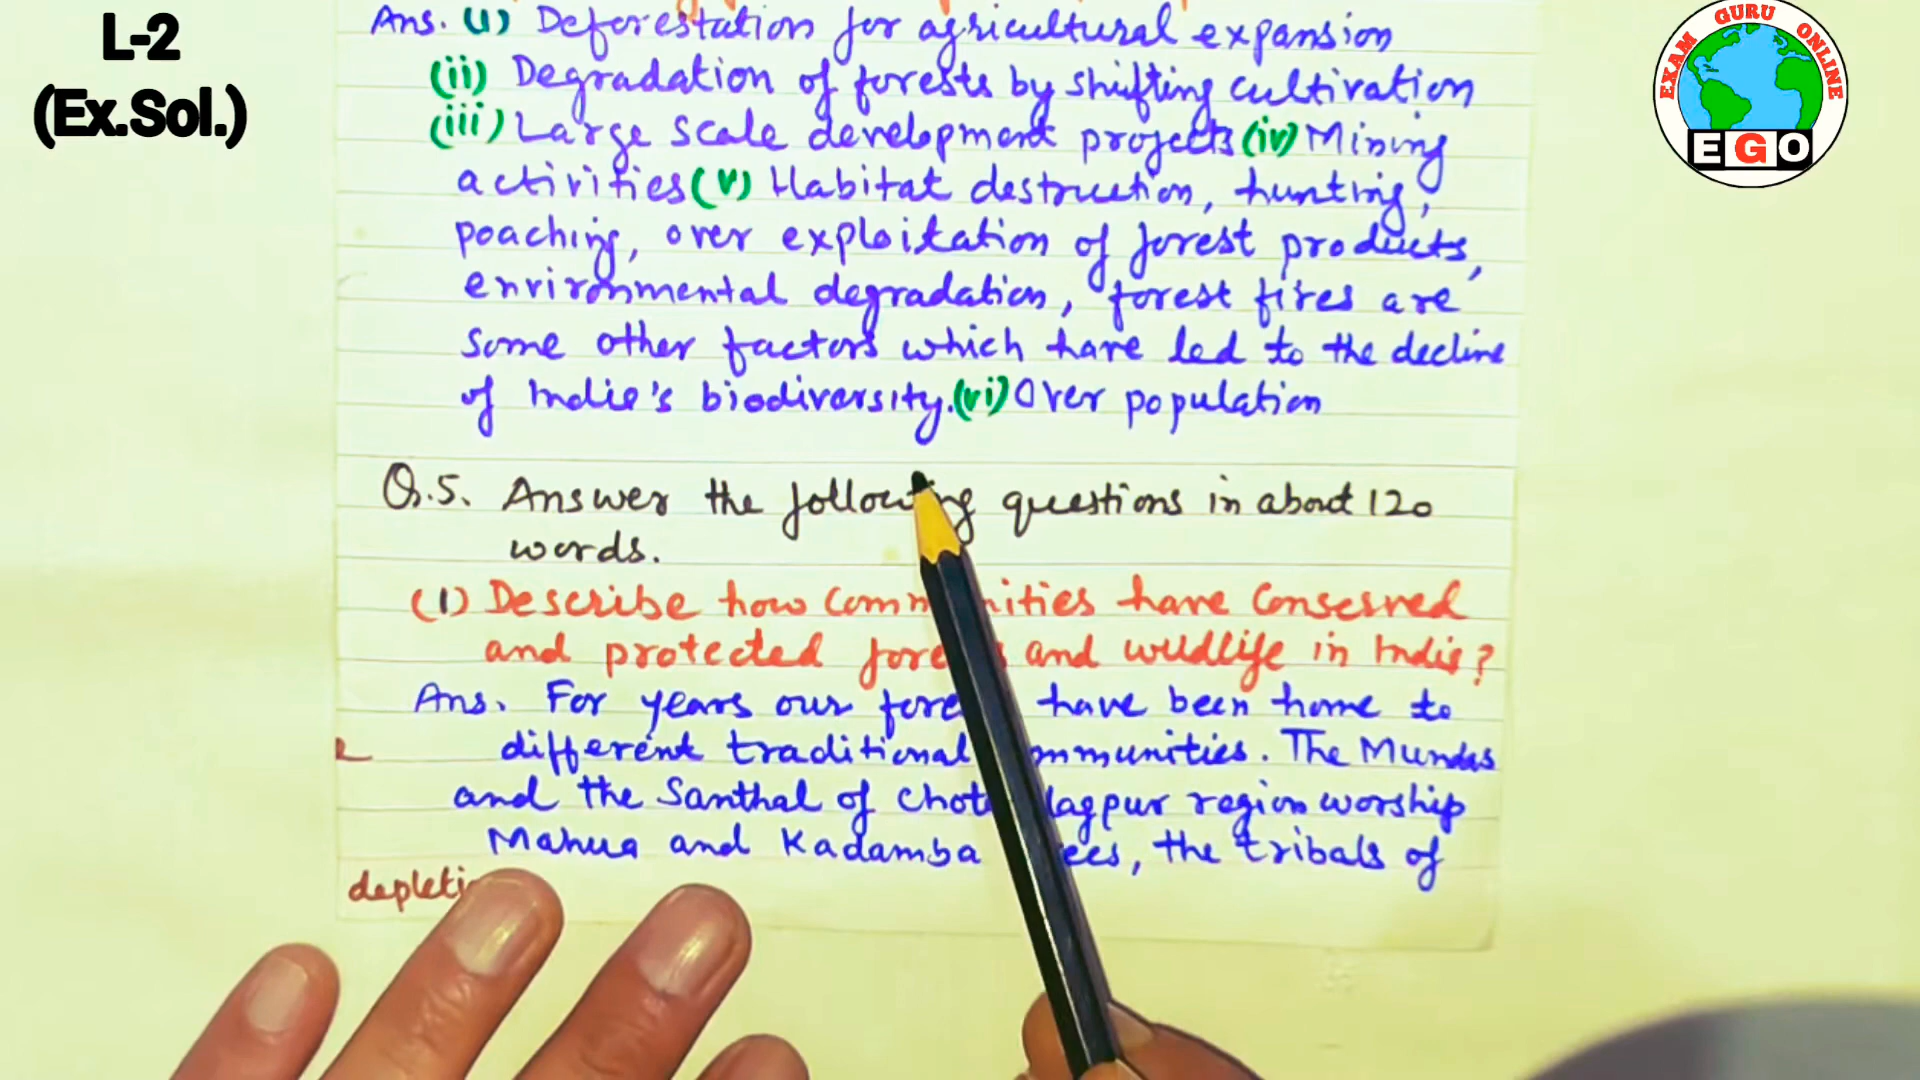 L-2
(Ex.Sol.)
EXAM GURU ONLINE
EGO
Ans. (i) Deforestation for agricultural expansion
(ii) Degradation of forests by shifting cultivation
(iii) Large scale development projects (iv) Mining
activities (v) Habitat destruction, hunting,
poaching, over exploitation of forest products,
environmental degradation, forest fires are
some other factors which have led to the decline
of India's biodiversity. (vi) Over population
Q.5. Answer the following questions in about 120
words.
(1) Describe how communities have conserved
and protected and wildlife in India?
Ans. For years our have been home to
different traditional communities. The Mundas
and the Santhal of region worship
Mahua and Kadamba, the tribals of